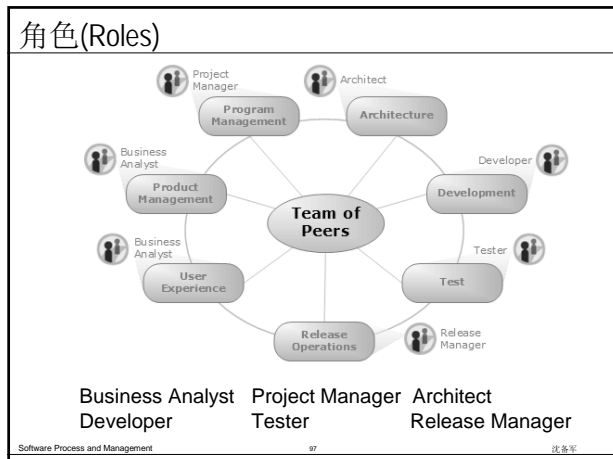 角色(Roles)
Project
Manager
Program
Management
Architect
Architecture
Business
Analyst
Product
Management
Developer
Development
Team of
Peers
Business
Analyst
User
Experience
Tester
Test
Release
Operations
Release
Manager
Business Analyst Project Manager Architect
Developer Tester Release Manager
Software Process and Management 97 沈备军